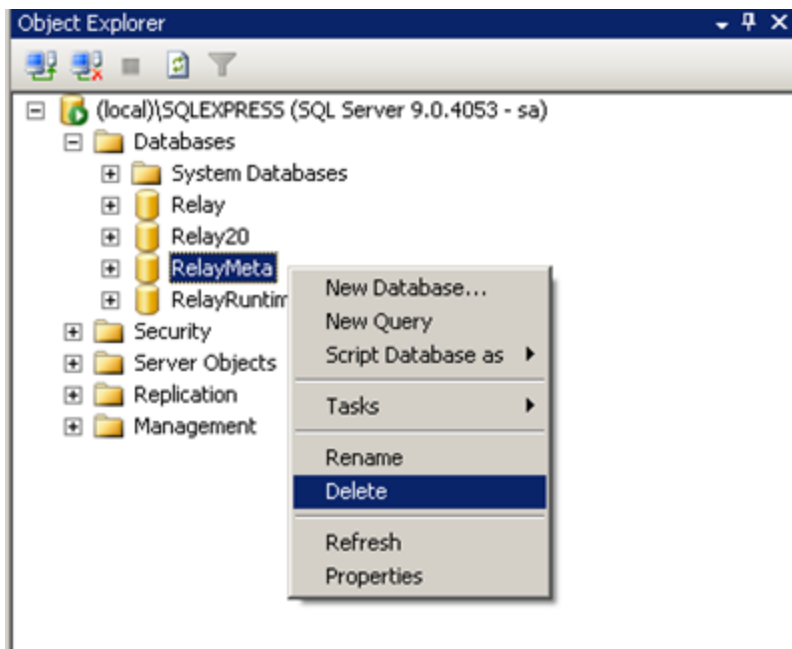 Object Explorer
(local)\SQLEXPRESS (SQL Server 9.0.4053 - sa)
Databases
System Databases
Relay
Relay20
RelayMeta
RelayRuntim
Security
Server Objects
Replication
Management
New Database...
New Query
Script Database as
Tasks
Rename
Delete
Refresh
Properties